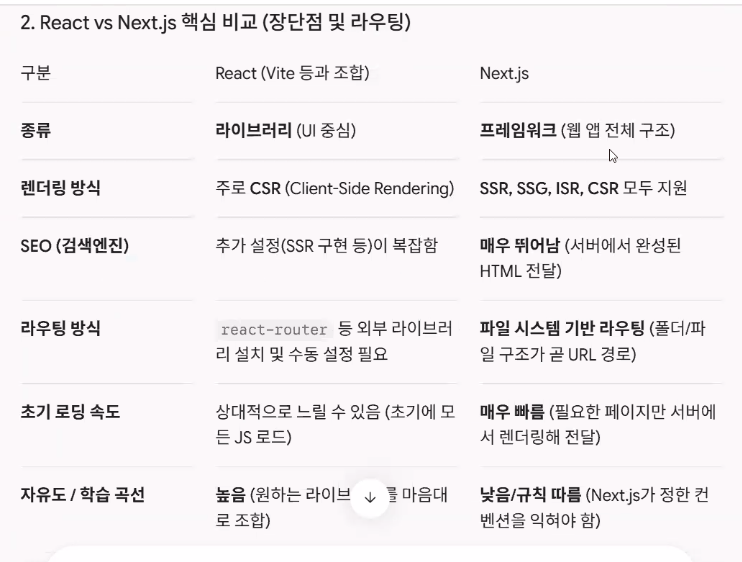 2. React vs Next.js 핵심 비교 (장단점 및 라우팅)
구분 React (Vite 등과 조합) Next.js
종류 라이브러리 (UI 중심) 프레임워크 (웹 앱 전체 구조)
렌더링 방식 주로 CSR (Client-Side Rendering) SSR, SSG, ISR, CSR 모두 지원
SEO (검색엔진) 추가 설정(SSR 구현 등)이 복잡함 매우 뛰어남 (서버에서 완성된
HTML 전달)
라우팅 방식 react-router 등 외부 라이브러 파일 시스템 기반 라우팅 (폴더/파
리 설치 및 수동 설정 필요 일 구조가 곧 URL 경로)
초기 로딩 속도 상대적으로 느릴 수 있음 (초기에 모 매우 빠름 (필요한 페이지만 서버에
든 JS 로드) 서 렌더링해 전달)
자유도 / 학습 곡선 높음 (원하는 라이브 를 마음대 낮음/규칙 따름 (Next.js가 정한 컨
로 조합) 벤션을 익혀야 함)